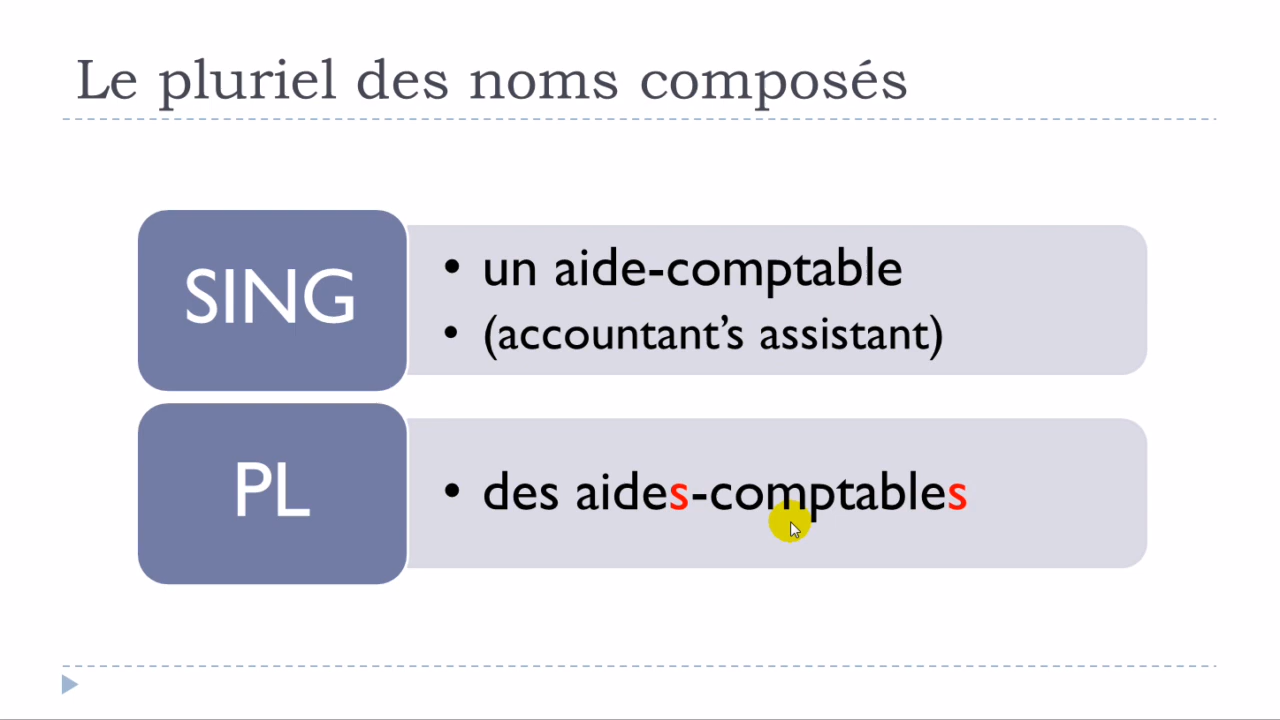 Le pluriel des noms composés
SING
• un aide-comptable
• (accountant’s assistant)
PL
• des aides-comptables